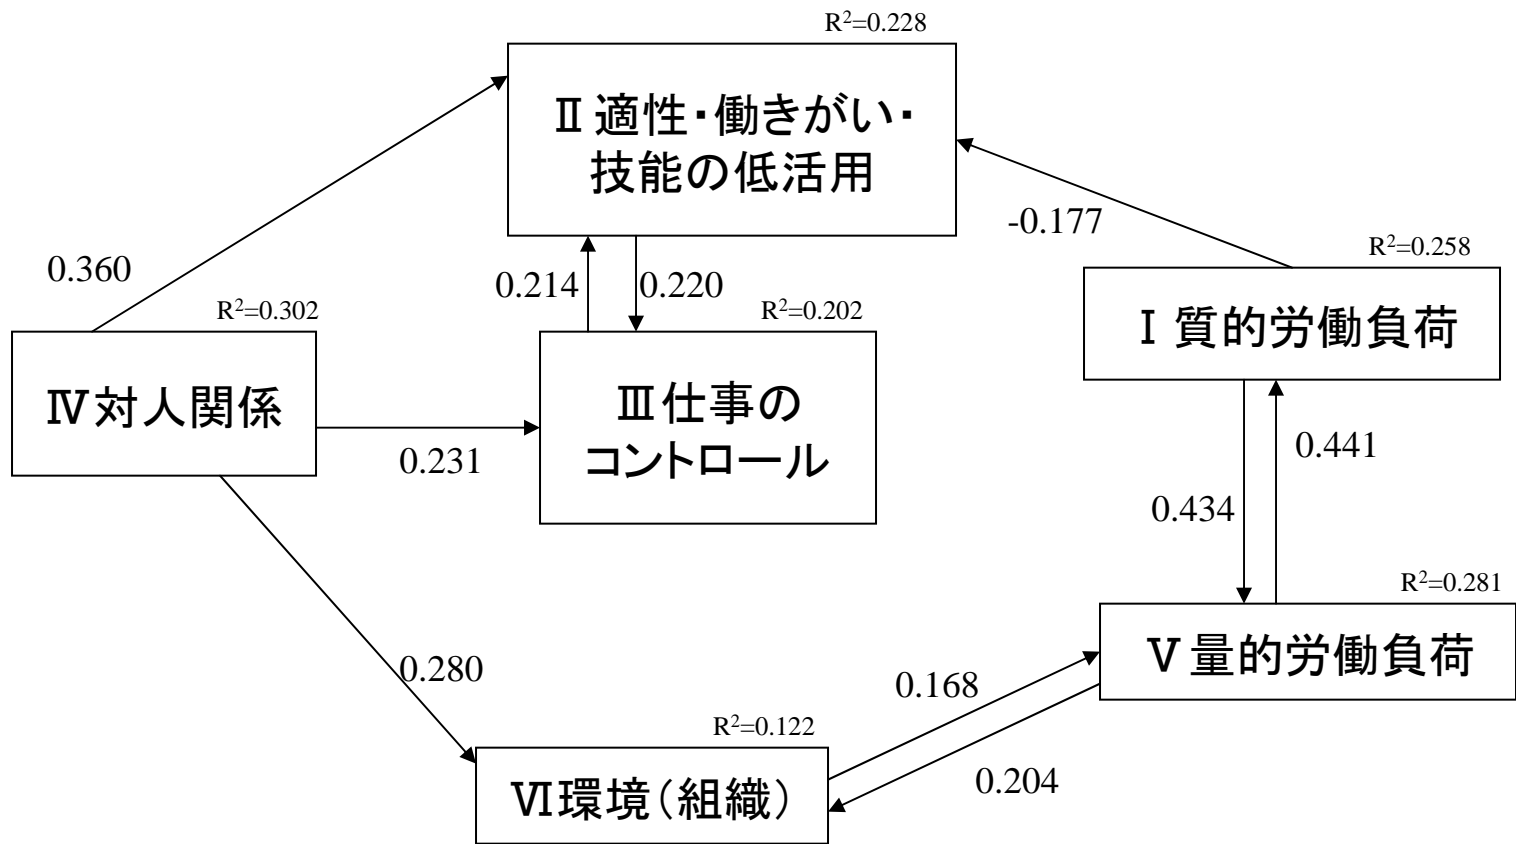 R²=0.228
Ⅱ適性・働きがい・
技能の低活用
-0.177
0.360
0.214
0.220
R²=0.258
R²=0.302
R²=0.202
Ⅰ質的労働負荷
Ⅳ対人関係
Ⅲ仕事の
コントロール
0.231
0.441
0.434
R²=0.281
Ⅴ量的労働負荷
0.280
0.168
R²=0.122
0.204
Ⅵ環境（組織）